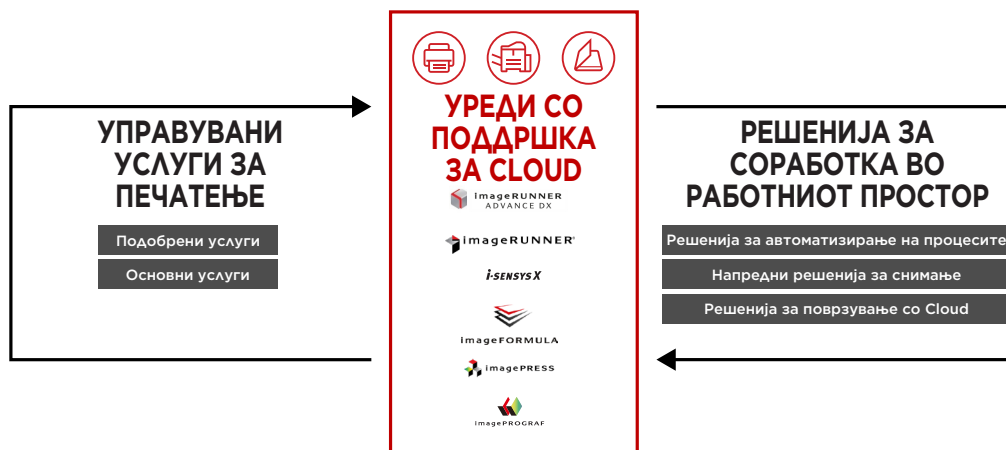 УПРАВУВАНИ
УСЛУГИ ЗА
ПЕЧАТЕЊЕ
Подобрени услуги
Основни услуги
УРЕДИ СО
ПОДДРШКА
ЗА CLOUD
imageRUNNER
ADVANCE DX
imageRUNNER
i-SENSYS X
imageFORMULA
imagePRESS
imagePROGRAF
РЕШЕНИЈА ЗА
СОРАБОТКА ВО
РАБОТНИОТ ПРОСТОР
Решенија за автоматизирање на процесите
Напредни решенија за снимање
Решенија за поврзување со Cloud